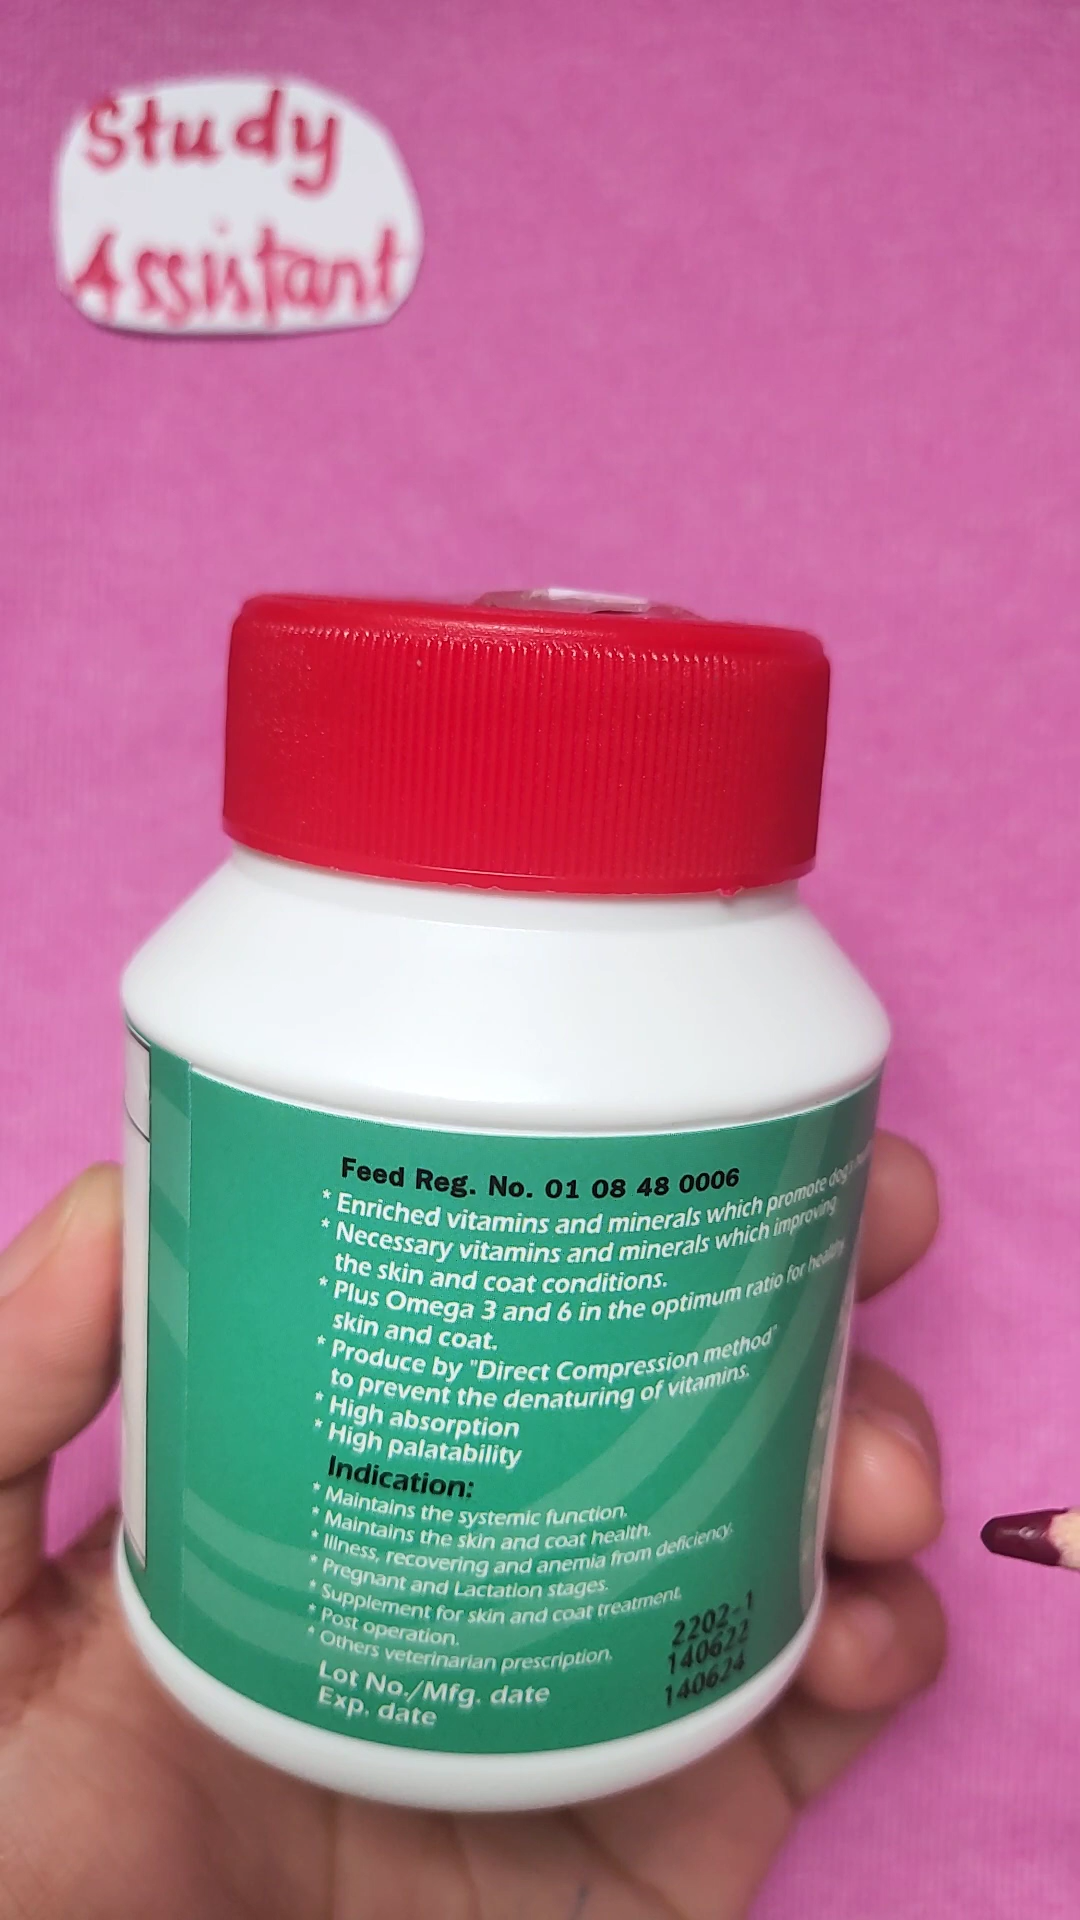 Study
Assistant
Feed Reg. No. 01 08 48 0006
* Enriched vitamins and minerals which promote dog's
* Necessary vitamins and minerals which improving
the skin and coat conditions.
* Plus Omega 3 and 6 in the optimum ratio for healthy
skin and coat.
* Produce by "Direct Compression method"
to prevent the denaturing of vitamins.
* High absorption
* High palatability
Indication:
* Maintains the systemic function.
* Maintains the skin and coat health.
* Illness, recovering and anemia from deficiency.
* Pregnant and Lactation stages.
* Supplement for skin and coat treatment.
* Post operation.
* Others veterinarian prescription.
2202-1
Lot No./Mfg. date 140622
Exp. date 140624